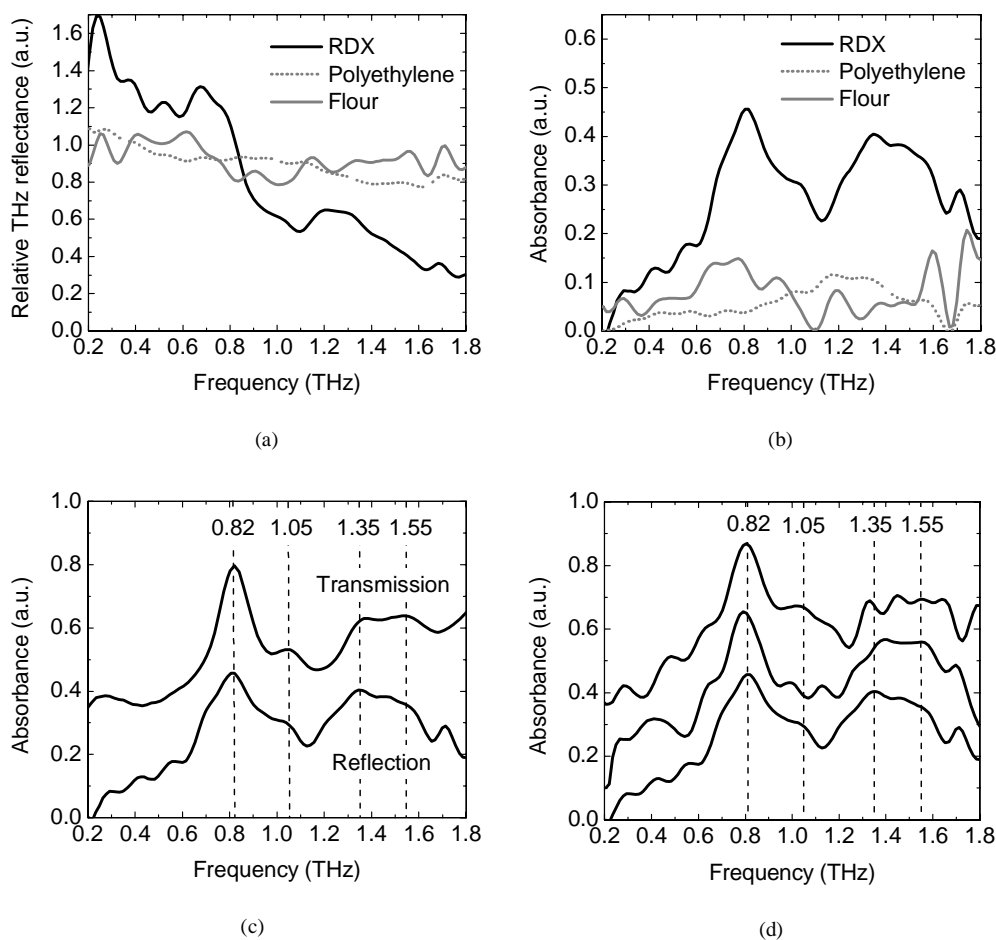 Relative THz reflectance (a.u.)
1.6
1.4
1.2
1.0
0.8
0.6
0.4
0.2
0.0
RDX
Polyethylene
Flour
0.2 0.4 0.6 0.8 1.0 1.2 1.4 1.6 1.8
Frequency (THz)
(a)
Absorbance (a.u.)
0.6
0.5
0.4
0.3
0.2
0.1
0.0
RDX
Polyethylene
Flour
0.2 0.4 0.6 0.8 1.0 1.2 1.4 1.6 1.8
Frequency (THz)
(b)
Absorbance (a.u.)
1.0
0.8
0.6
0.4
0.2
0.0
0.82 1.05 1.35 1.55
Transmission
Reflection
0.2 0.4 0.6 0.8 1.0 1.2 1.4 1.6 1.8
Frequency (THz)
(c)
Absorbance (a.u.)
1.0
0.8
0.6
0.4
0.2
0.0
0.82 1.05 1.35 1.55
0.2 0.4 0.6 0.8 1.0 1.2 1.4 1.6 1.8
Frequency (THz)
(d)